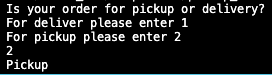 Is your order for pickup or delivery?
For deliver please enter 1
For pickup please enter 2
2
Pickup